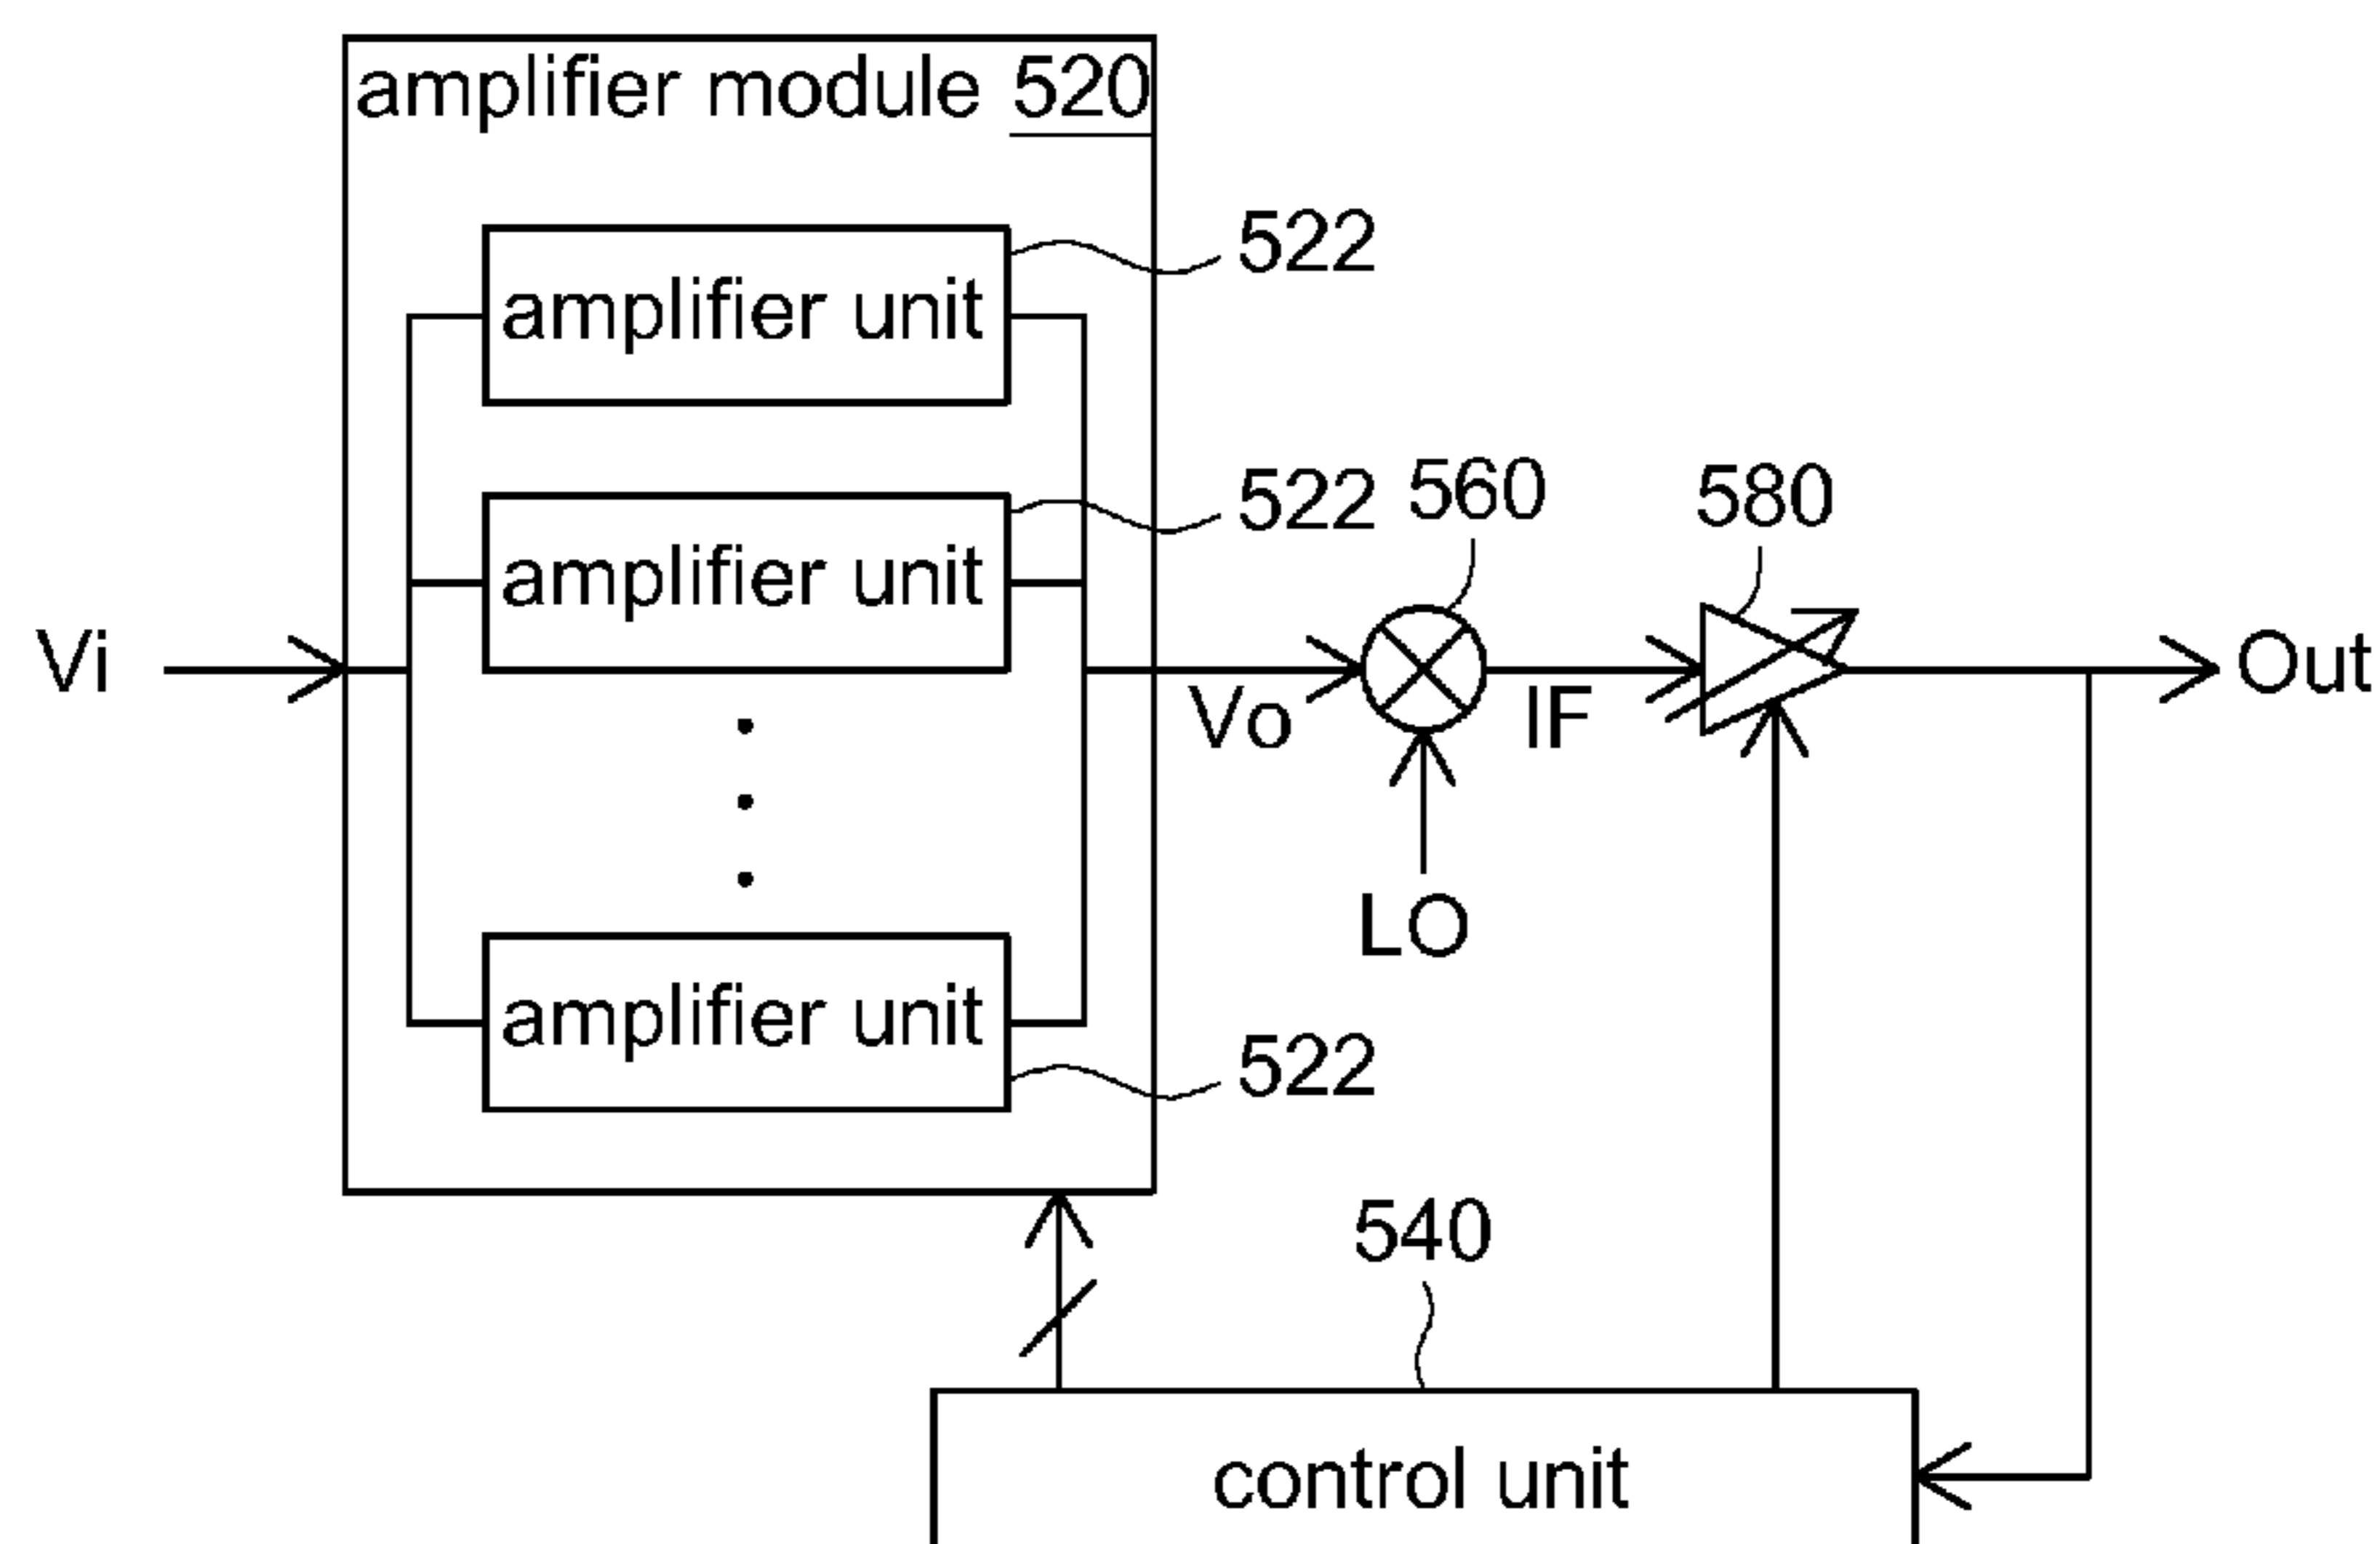 amplifier module 520
522
amplifier unit
522
560
580
amplifier unit
Vi
Out
Vo
IF
LO
amplifier unit
522
540
control unit